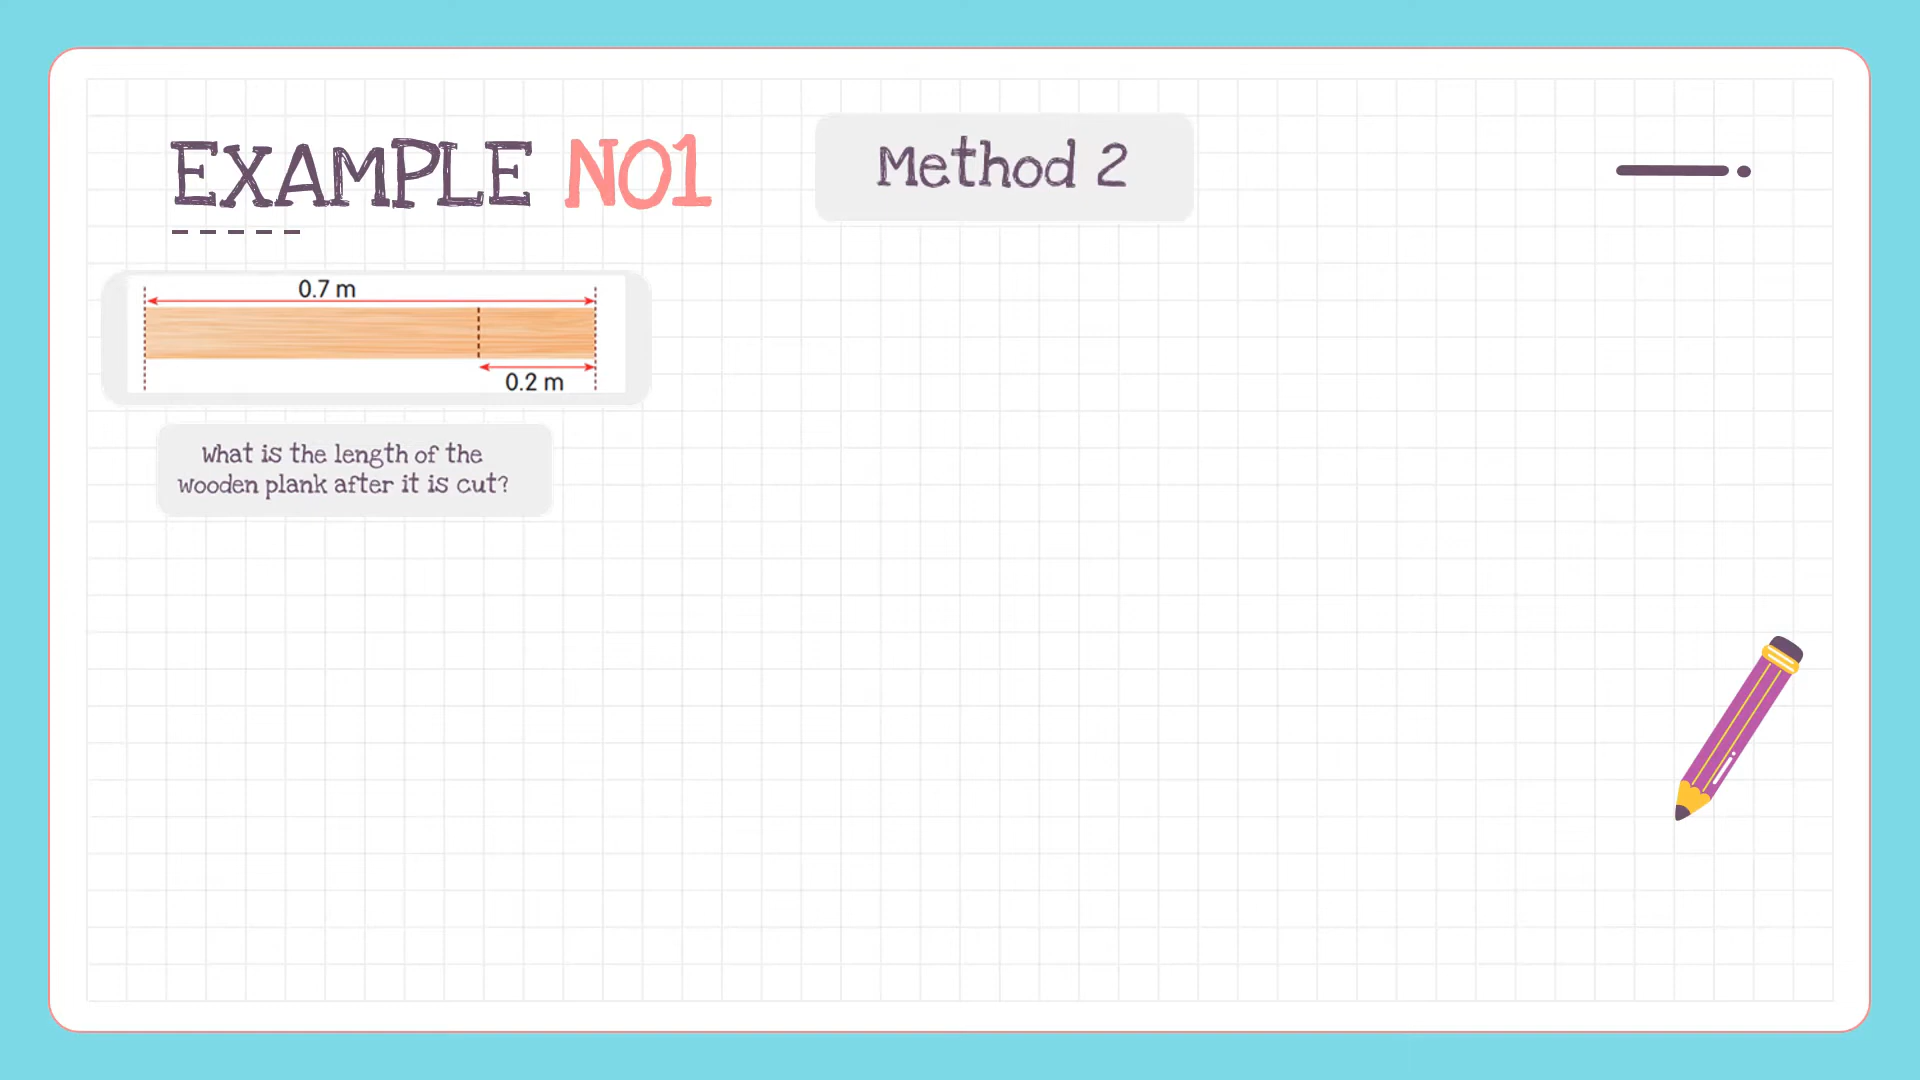 EXAMPLE NO1
Method 2
0.7 m
0.2 m
What is the length of the
wooden plank after it is cut?